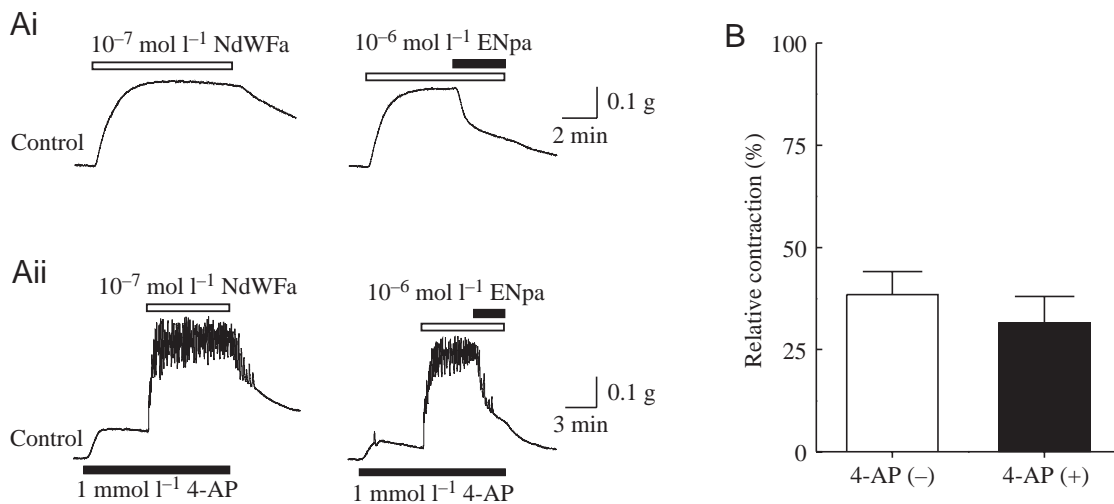 Ai
10⁻⁷ mol l⁻¹ NdWFa
10⁻⁶ mol l⁻¹ ENpa
Control
0.1 g
2 min
Aii
10⁻⁷ mol l⁻¹ NdWFa
10⁻⁶ mol l⁻¹ ENpa
Control
0.1 g
3 min
1 mmol l⁻¹ 4-AP
1 mmol l⁻¹ 4-AP
B
Relative contraction (%)
100
75
50
25
0
4-AP (–)
4-AP (+)